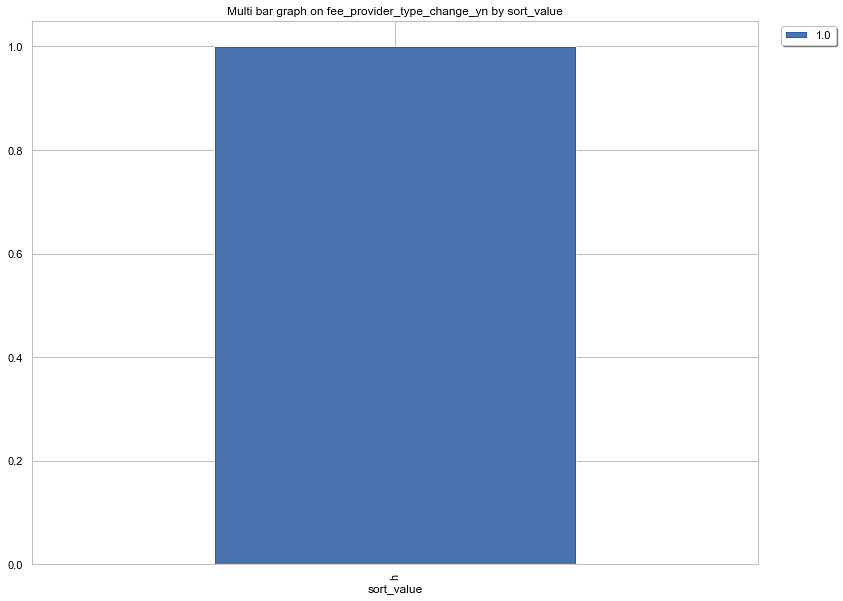 Multi bar graph on fee_provider_type_change_yn by sort_value
1.0
1.0
0.8
0.6
0.4
0.2
0.0
.h
sort_value